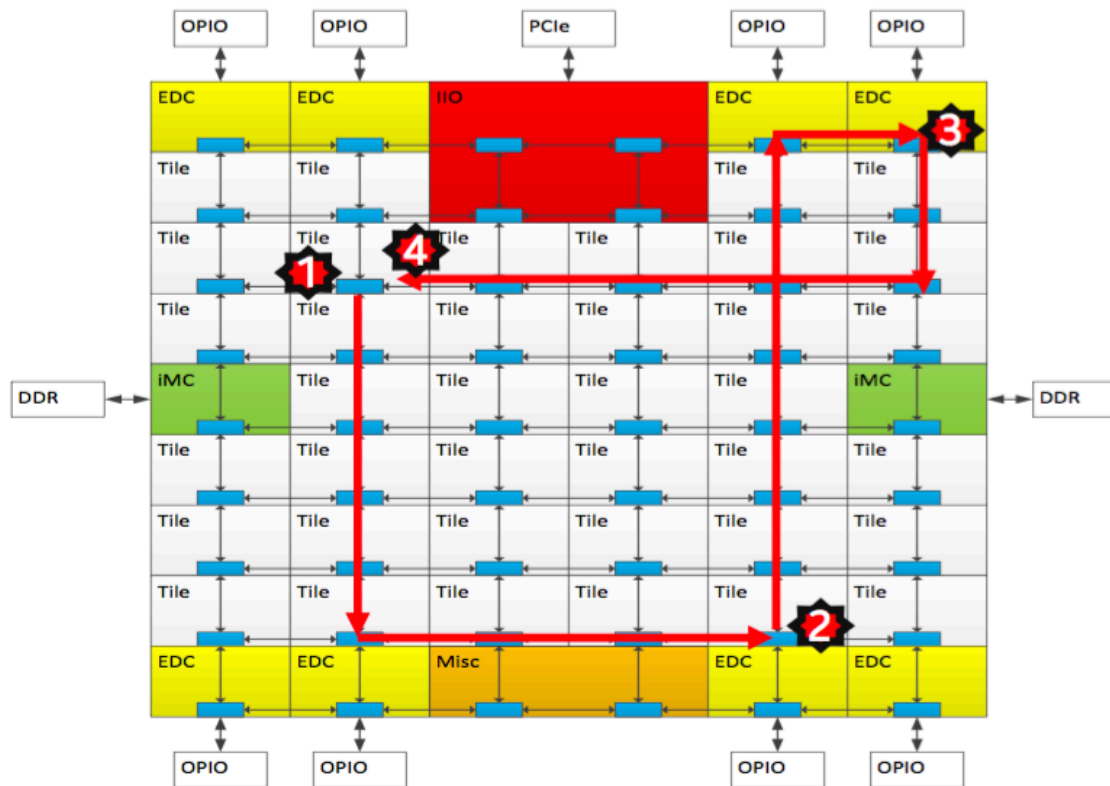 OPIO OPIO PCIe OPIO OPIO
EDC EDC IIO EDC EDC
3
Tile Tile Tile Tile
Tile Tile Tile Tile Tile Tile
1 4
Tile Tile Tile Tile Tile Tile
iMC Tile Tile Tile Tile iMC
DDR DDR
Tile Tile Tile Tile Tile Tile
Tile Tile Tile Tile Tile Tile
Tile Tile Tile Tile Tile Tile
2
EDC EDC Misc EDC EDC
OPIO OPIO OPIO OPIO